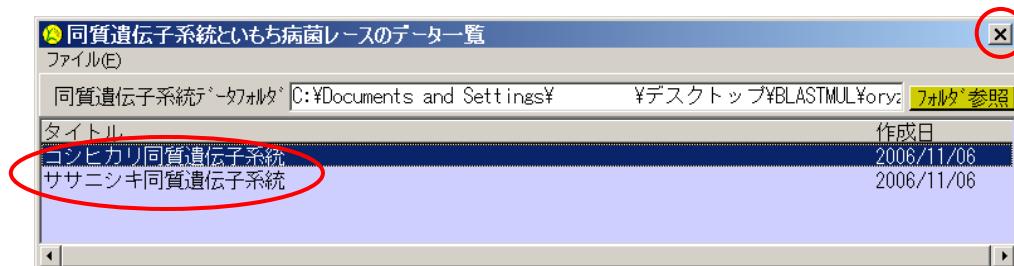 同質遺伝子系統といもち病菌レースのデータ一覧
ファイル(E)
同質遺伝子系統ﾃﾞｰﾀﾌｫﾙﾀﾞ C:¥Documents and Settings¥ ¥デスクトップ¥BLASTMUL¥oryz ﾌｫﾙﾀﾞ参照
タイトル 作成日
コシヒカリ同質遺伝子系統 2006/11/06
ササニシキ同質遺伝子系統 2006/11/06